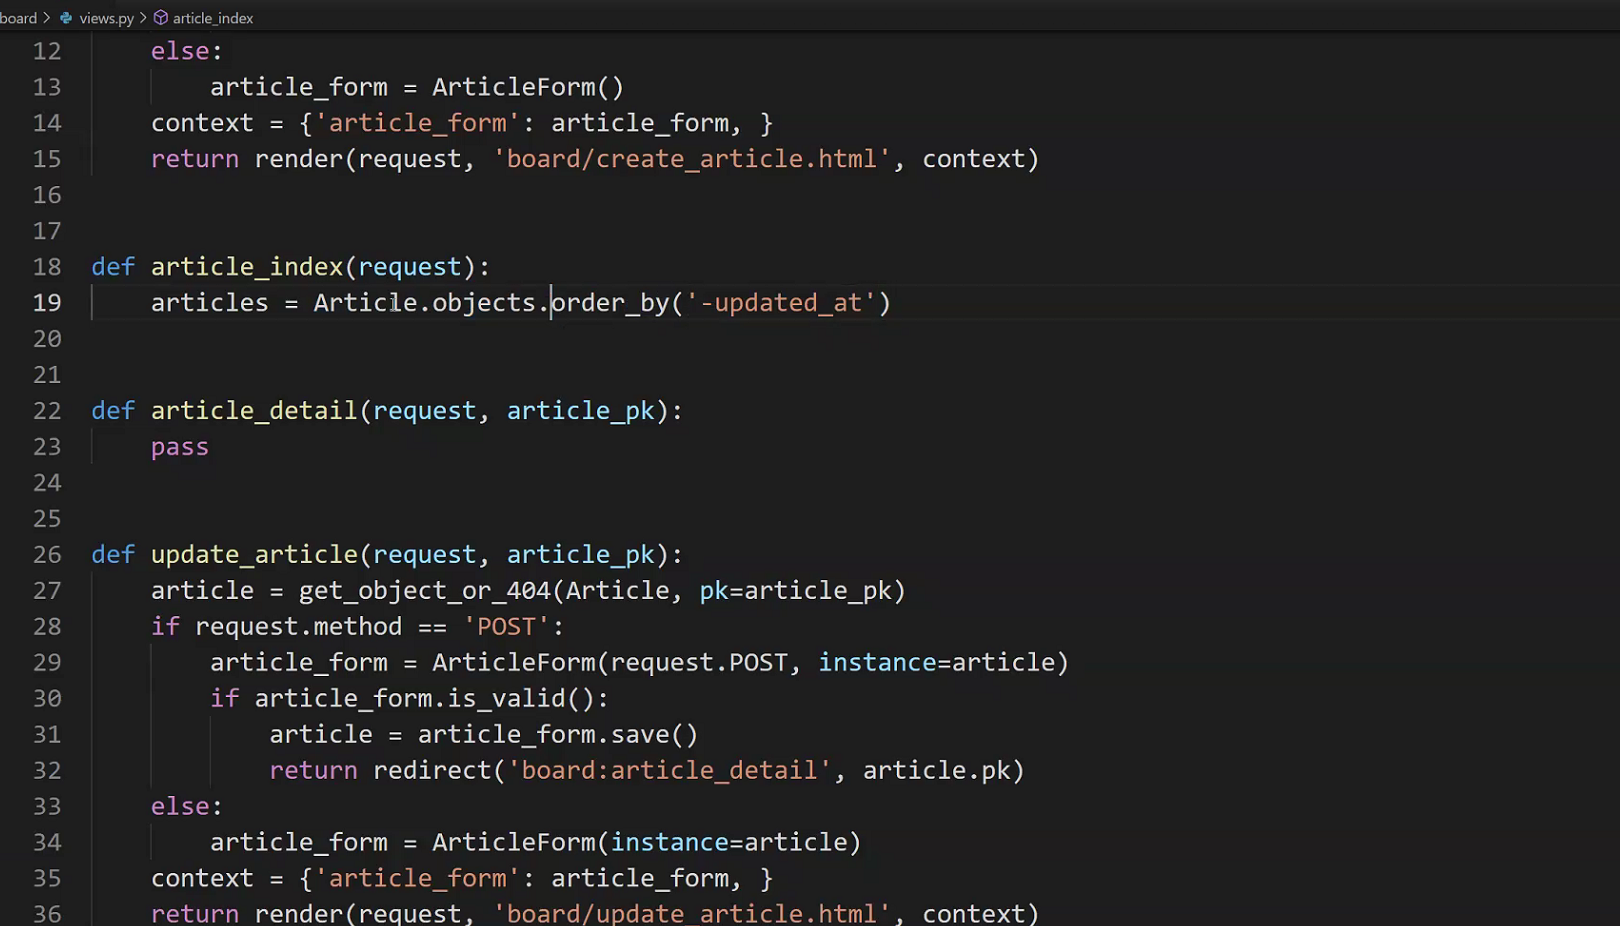 board > views.py > article_index
12 else:
13 article_form = ArticleForm()
14 context = {'article_form': article_form, }
15 return render(request, 'board/create_article.html', context)
16
17
18 def article_index(request):
19 articles = Article.objects.order_by('-updated_at')
20
21
22 def article_detail(request, article_pk):
23 pass
24
25
26 def update_article(request, article_pk):
27 article = get_object_or_404(Article, pk=article_pk)
28 if request.method == 'POST':
29 article_form = ArticleForm(request.POST, instance=article)
30 if article_form.is_valid():
31 article = article_form.save()
32 return redirect('board:article_detail', article.pk)
33 else:
34 article_form = ArticleForm(instance=article)
35 context = {'article_form': article_form, }
36 return render(request, 'board/update_article.html', context)